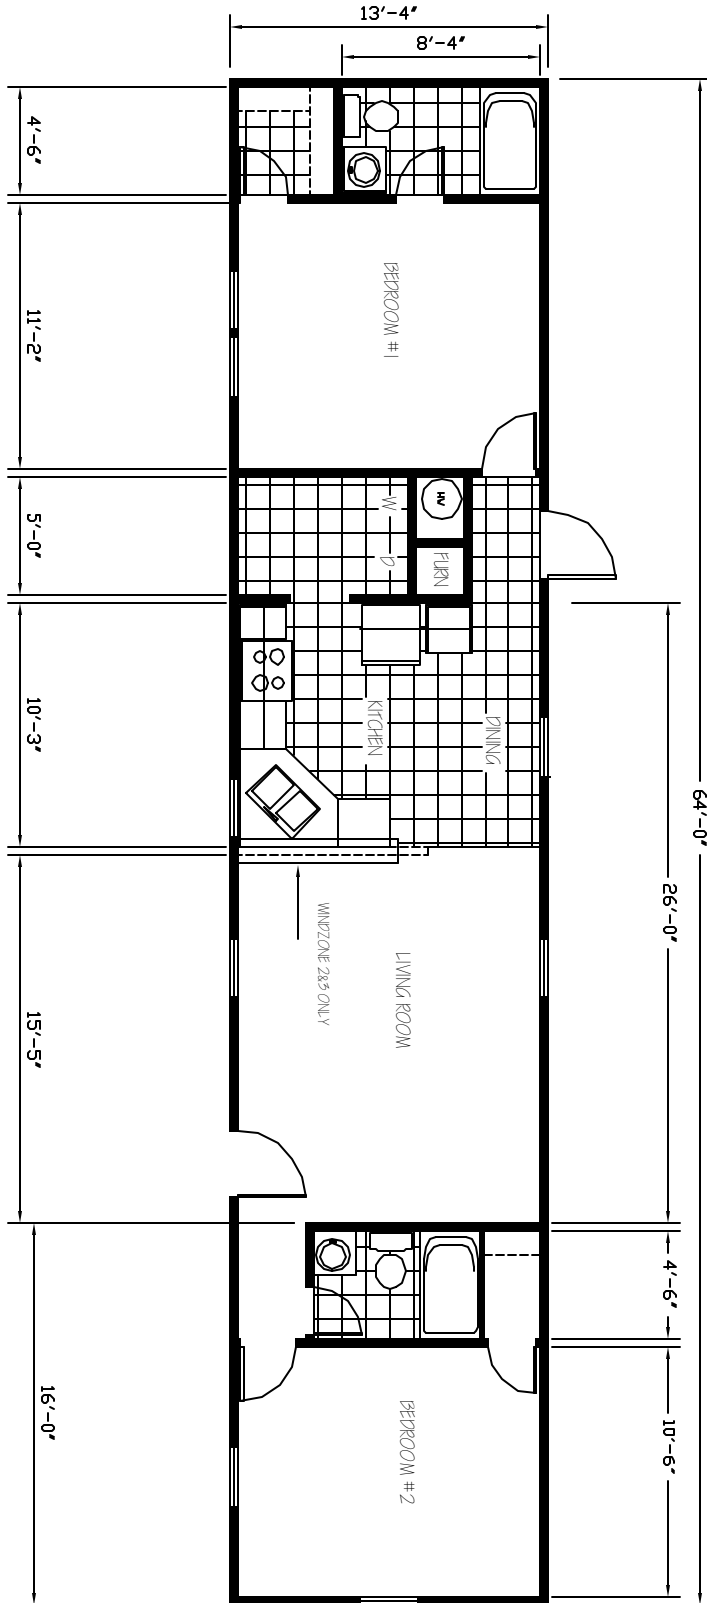 13'-4"
8'-4"
4'-6"
BEDROOM #1
11'-2"
W
D
HW
FURN
5'-0"
KITCHEN
DINING
10'-3"
64'-0"
26'-0"
WINDZONE 2&3 ONLY
LIVING ROOM
15'-5"
4'-6"
BEDROOM #2
16'-0"
10'-6"